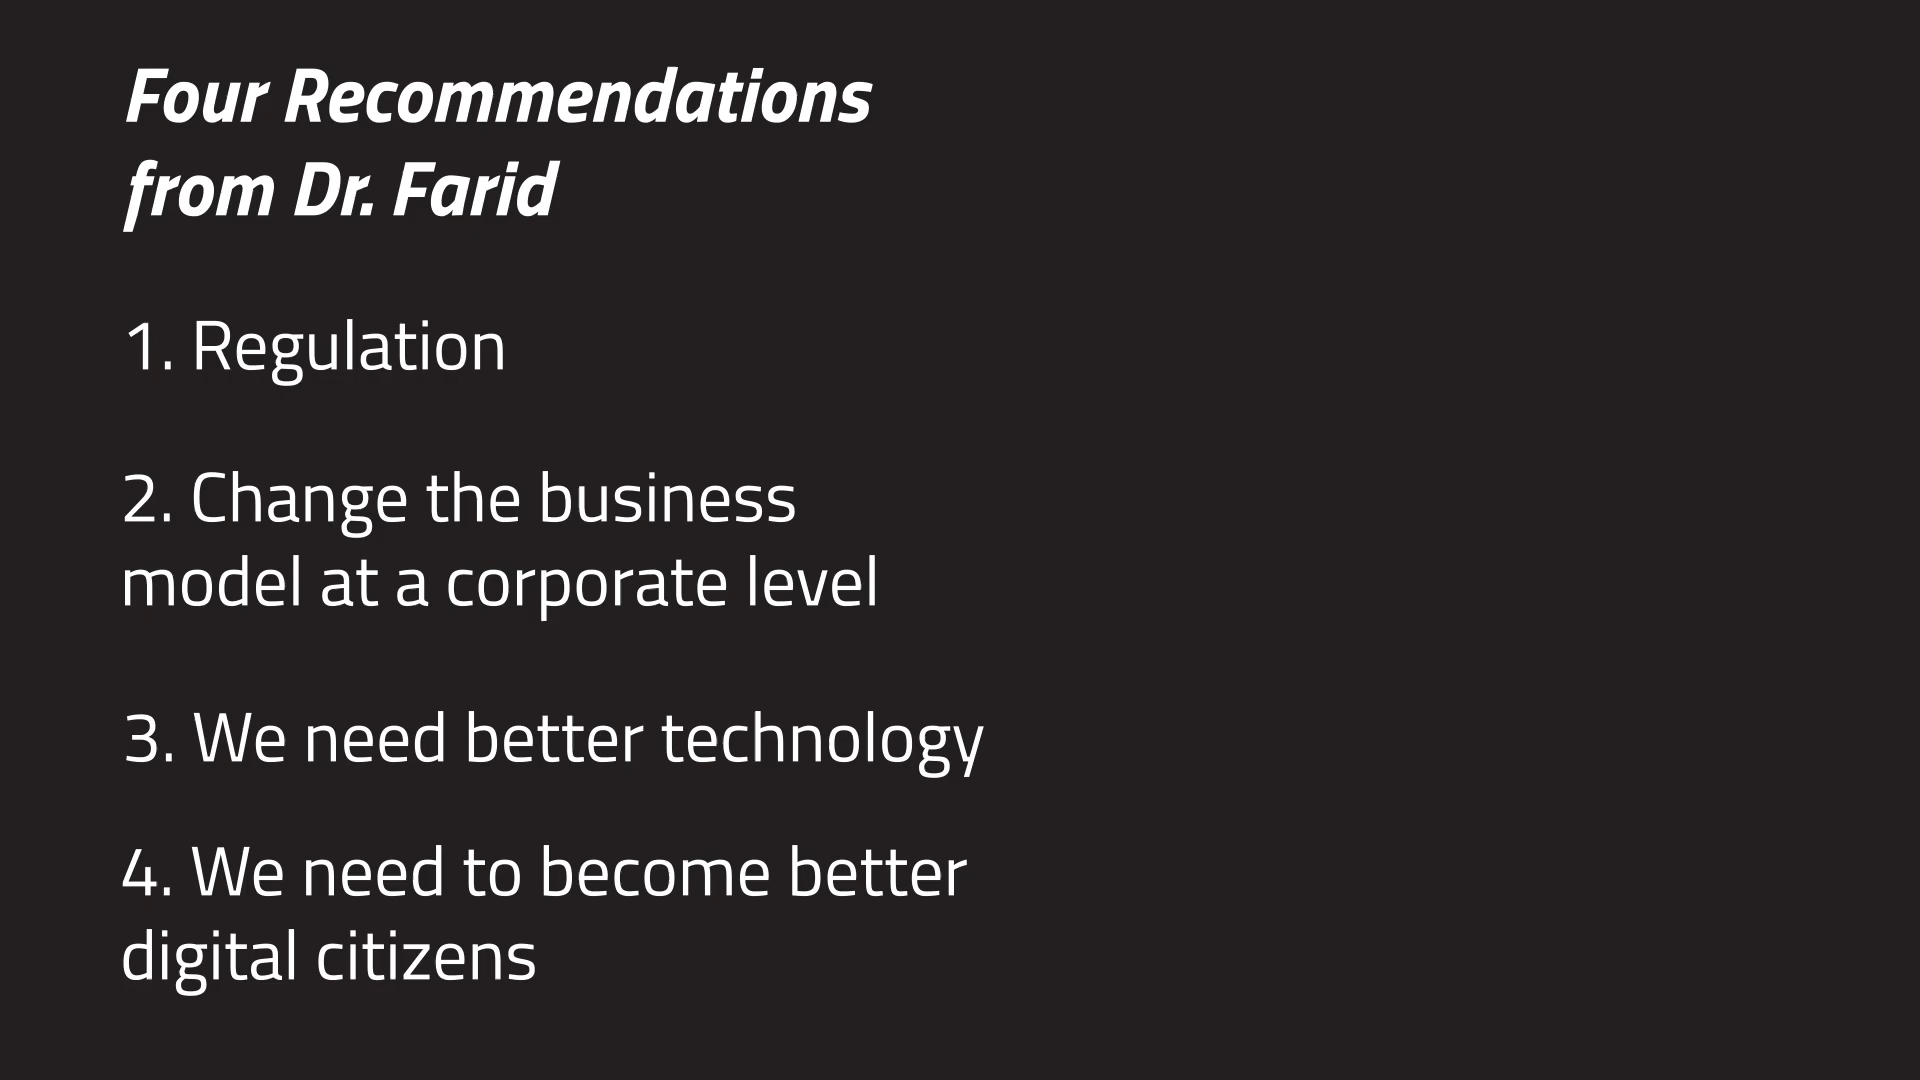 Four Recommendations
from Dr. Farid
1. Regulation
2. Change the business
model at a corporate level
3. We need better technology
4. We need to become better
digital citizens